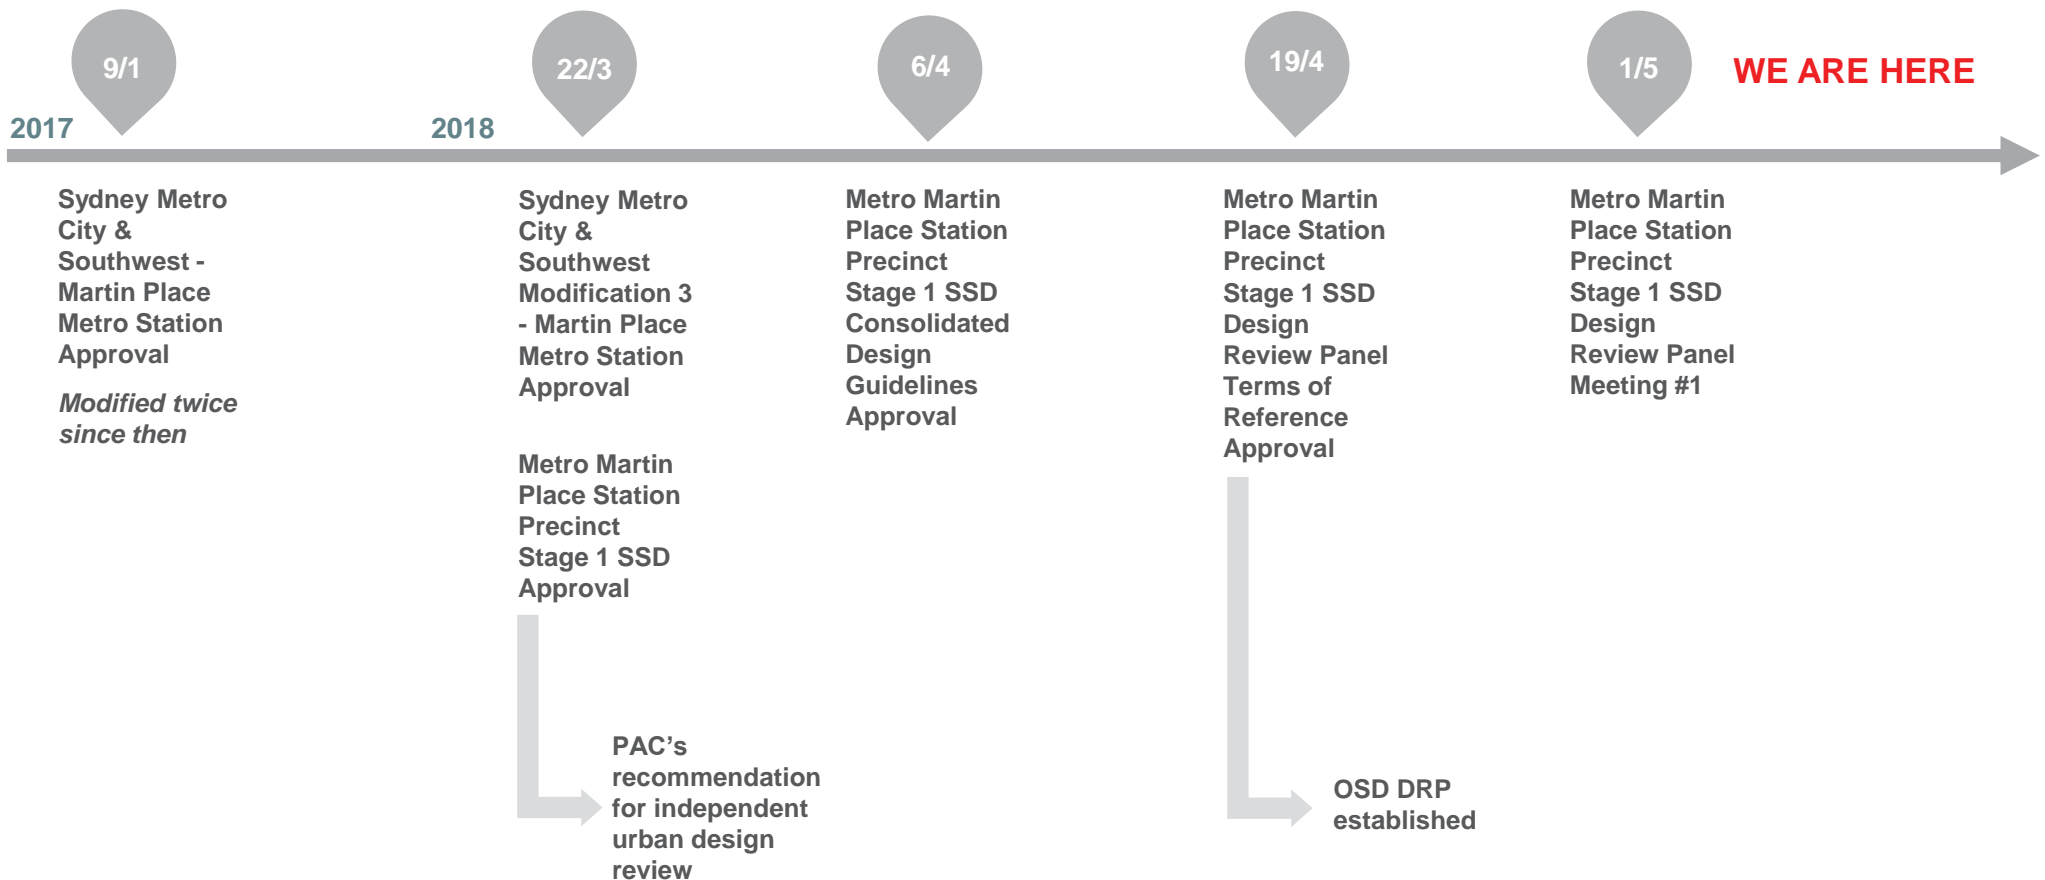 9/1
22/3
6/4
19/4
1/5
WE ARE HERE
2017
2018
Sydney Metro
City &
Southwest -
Martin Place
Metro Station
Approval
Modified twice
since then
Sydney Metro
City &
Southwest
Modification 3
- Martin Place
Metro Station
Approval
Metro Martin
Place Station
Precinct
Stage 1 SSD
Approval
PAC’s
recommendation
for independent
urban design
review
Metro Martin
Place Station
Precinct
Stage 1 SSD
Consolidated
Design
Guidelines
Approval
Metro Martin
Place Station
Precinct
Stage 1 SSD
Design
Review Panel
Terms of
Reference
Approval
OSD DRP
established
Metro Martin
Place Station
Precinct
Stage 1 SSD
Design
Review Panel
Meeting #1